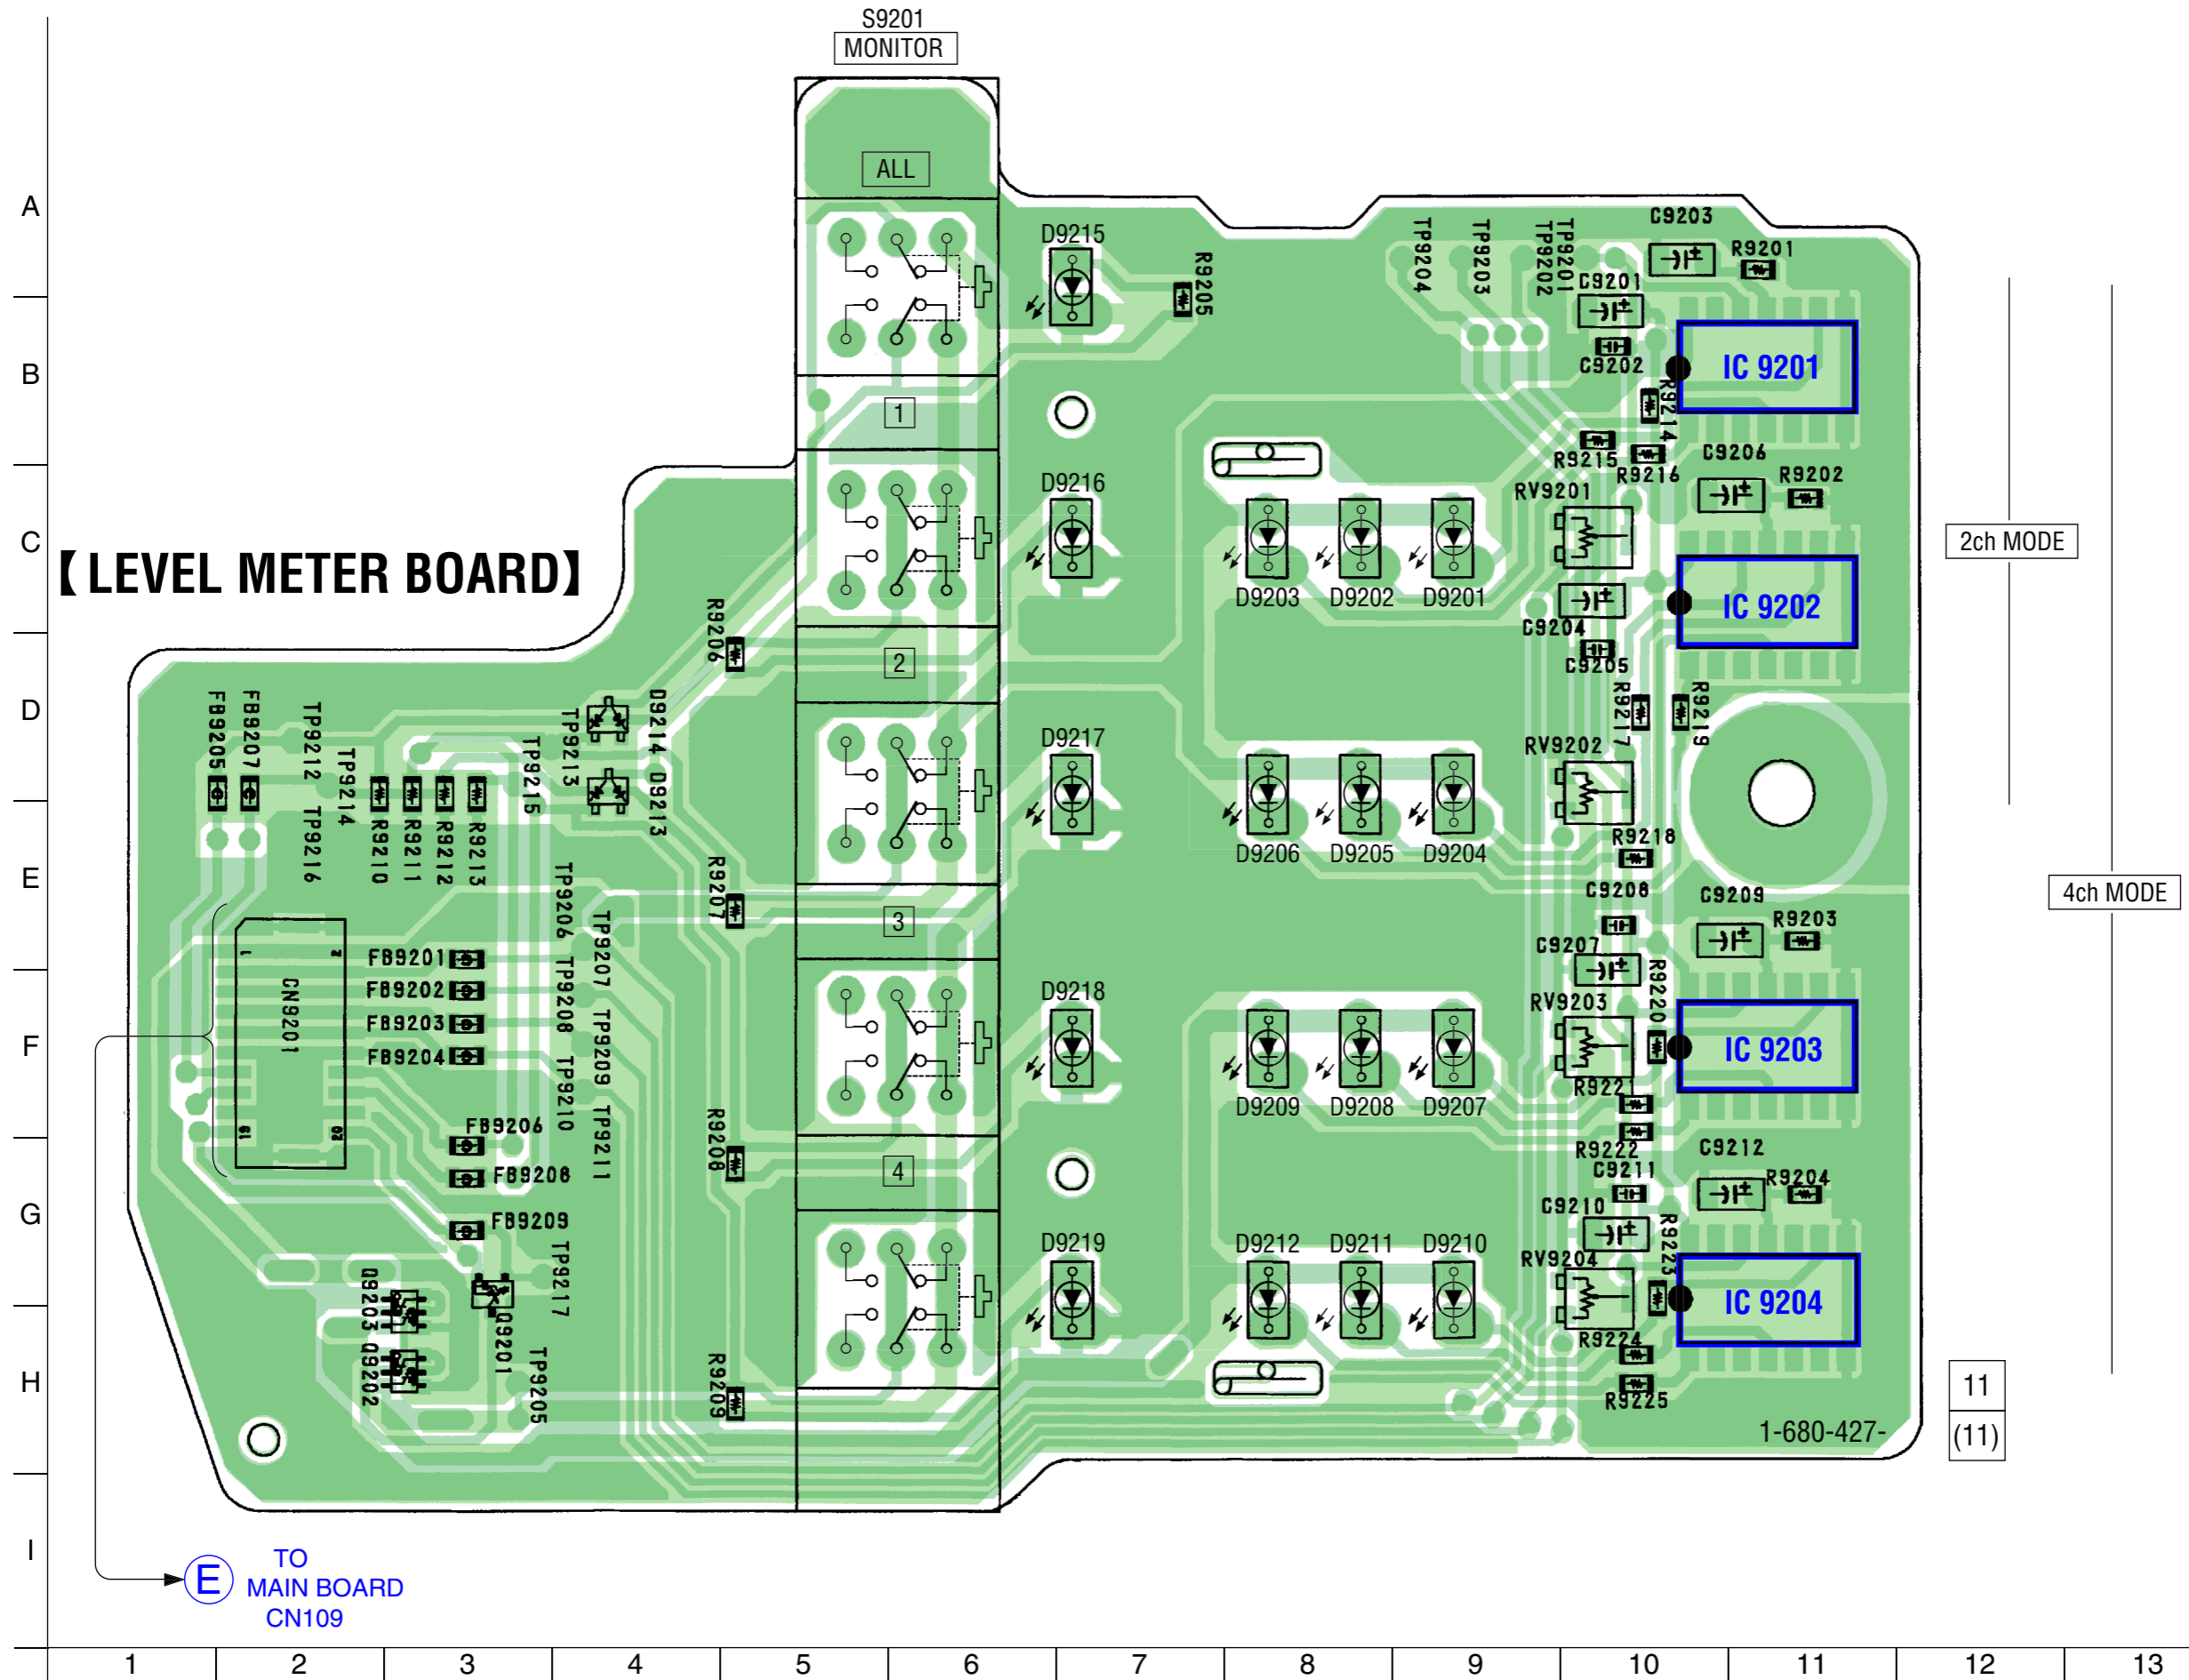 S9201
MONITOR
ALL
A
C9203
D9215
TP9204
TP9203
TP9202
TP9201
R9201
R9205
C9201
B
C9202
IC 9201
1
R9214
R9215
R9216
C9206
D9216
RV9201
R9202
C
【LEVEL METER BOARD】
2ch MODE
D9203
D9202
D9201
C9204
IC 9202
R9206
C9205
2
D
FB9205
FB9207
TP9212
TP9214
TP9213
TP9215
D9214
D9213
R9217
R9219
D9217
RV9202
TP9216
R9210
R9211
R9212
R9213
R9218
D9206
D9205
D9204
E
R9207
C9208
C9209
4ch MODE
TP9206
TP9207
3
R9203
C9207
1
2
FB9201
CN9201
FB9202
TP9208
TP9209
D9218
R9220
RV9203
FB9203
F
FB9204
IC 9203
TP9210
TP9211
R9221
D9209
D9208
D9207
FB9206
19
20
R9208
R9222
C9212
4
C9211
FB9208
R9204
G
C9210
FB9209
D9219
D9212
D9211
D9210
R9223
RV9204
TP9217
Q9203
IC 9204
Q9201
R9224
Q9202
TP9205
R9209
H
11
R9225
1-680-427-
(11)
I
E
TO
MAIN BOARD
CN109
1
2
3
4
5
6
7
8
9
10
11
12
13